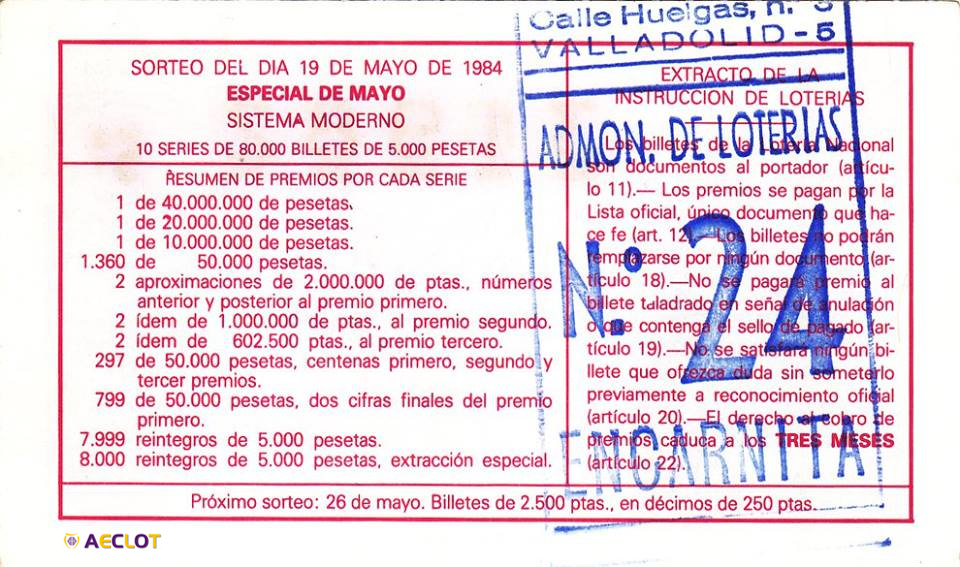 SORTEO DEL DIA 19 DE MAYO DE 1984
ESPECIAL DE MAYO
SISTEMA MODERNO
10 SERIES DE 80.000 BILLETES DE 5.000 PESETAS
RESUMEN DE PREMIOS POR CADA SERIE
1 de 40.000.000 de pesetas.
1 de 20.000.000 de pesetas.
1 de 10.000.000 de pesetas.
1.360 de 50.000 pesetas.
2 aproximaciones de 2.000.000 de ptas., números
anterior y posterior al premio primero.
2 ídem de 1.000.000 de ptas., al premio segundo.
2 ídem de 602.500 ptas., al premio tercero.
297 de 50.000 pesetas, centenas primero, segundo y
tercer premios.
799 de 50.000 pesetas, dos cifras finales del premio
primero.
7.999 reintegros de 5.000 pesetas.
8.000 reintegros de 5.000 pesetas, extracción especial.
EXTRACTO DE LA
INSTRUCCION DE LOTERIAS
Los billetes de la Lotería Nacional
son documentos al portador (artícu-
lo 11).— Los premios se pagan por la
Lista oficial, único documento que ha-
ce fe (art. 12).—Los billetes no podrán
remplazarse por ningún documento (ar-
tículo 18).—No se pagará premio al
billete taladrado en señal de anulación
o que contenga el sello de pagado (ar-
tículo 19).—No se satisfará ningún bi-
llete que ofrezca duda sin someterlo
previamente a reconocimiento oficial
(artículo 20).—El derecho al cobro de
premios caduca a los TRES MESES
(artículo 22).
Próximo sorteo: 26 de mayo. Billetes de 2.500 ptas., en décimos de 250 ptas.
Calle Huelgas, n.
VALLADOLID - 5
ADMON. DE LOTERIAS
N.º 24
ENCARNITA
AECLOT